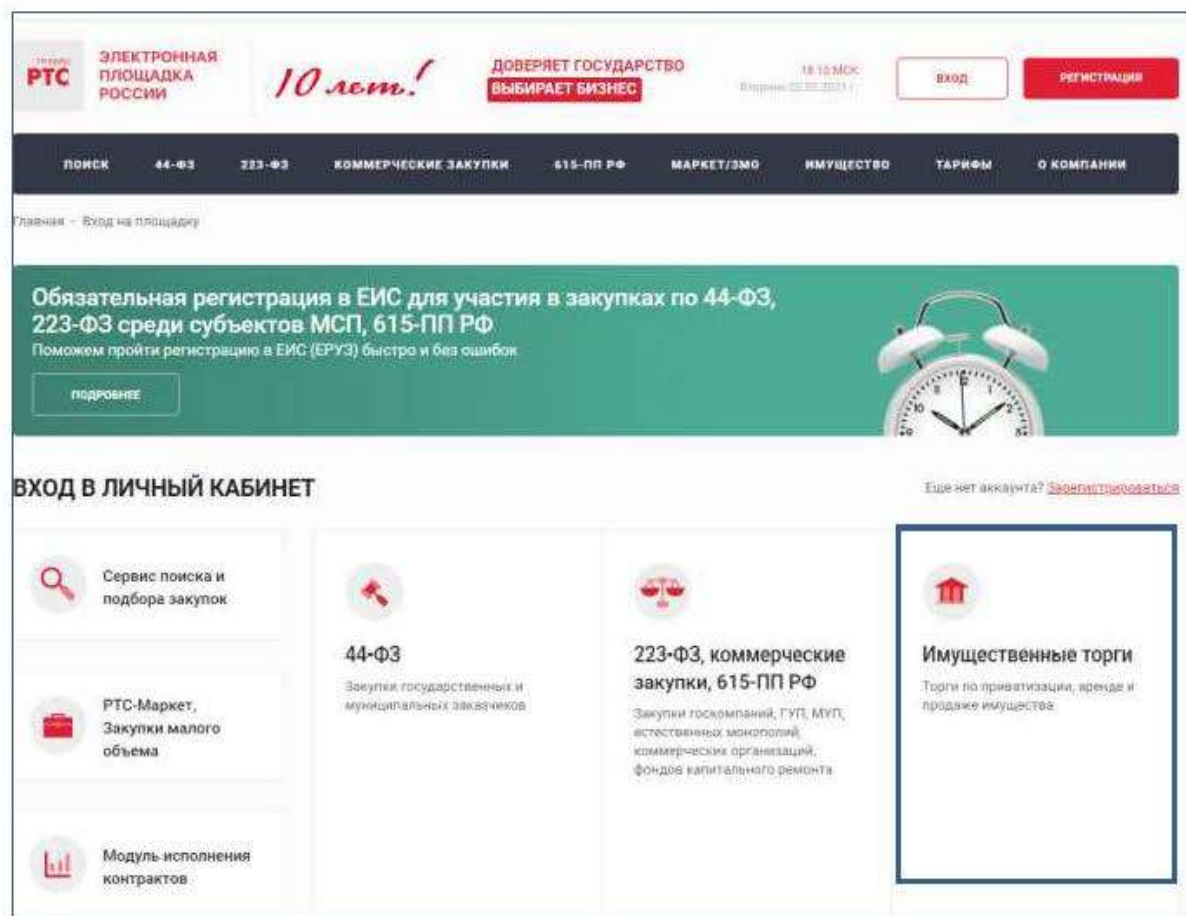 РТС
ЭЛЕКТРОННАЯ
ПЛОЩАДКА
РОССИИ
10 лет!
ДОВЕРЯЕТ ГОСУДАРСТВО
ВЫБИРАЕТ БИЗНЕС
18:10 МСК
ВХОД
РЕГИСТРАЦИЯ
ПОИСК 44-ФЗ 223-ФЗ КОММЕРЧЕСКИЕ ЗАКУПКИ 615-ПП РФ МАРКЕТ/ЗМО ИМУЩЕСТВО ТАРИФЫ О КОМПАНИИ
Главная - Вход на площадку
Обязательная регистрация в ЕИС для участия в закупках по 44-ФЗ,
223-ФЗ среди субъектов МСП, 615-ПП РФ
Поможем пройти регистрацию в ЕИС (ЕРУЗ) быстро и без ошибок
ПОДРОБНЕЕ
ВХОД В ЛИЧНЫЙ КАБИНЕТ
Еще нет аккаунта? Зарегистрироваться
Сервис поиска и
подбора закупок
РТС-Маркет,
Закупки малого
объема
Модуль исполнения
контрактов
44-ФЗ
Закупки государственных и
муниципальных заказчиков
223-ФЗ, коммерческие
закупки, 615-ПП РФ
Закупки госкомпаний, ГУП, МУП,
естественных монополий,
коммерческих организаций,
фондов капитального ремонта
Имущественные торги
Торги по приватизации, аренде и
продаже имущества